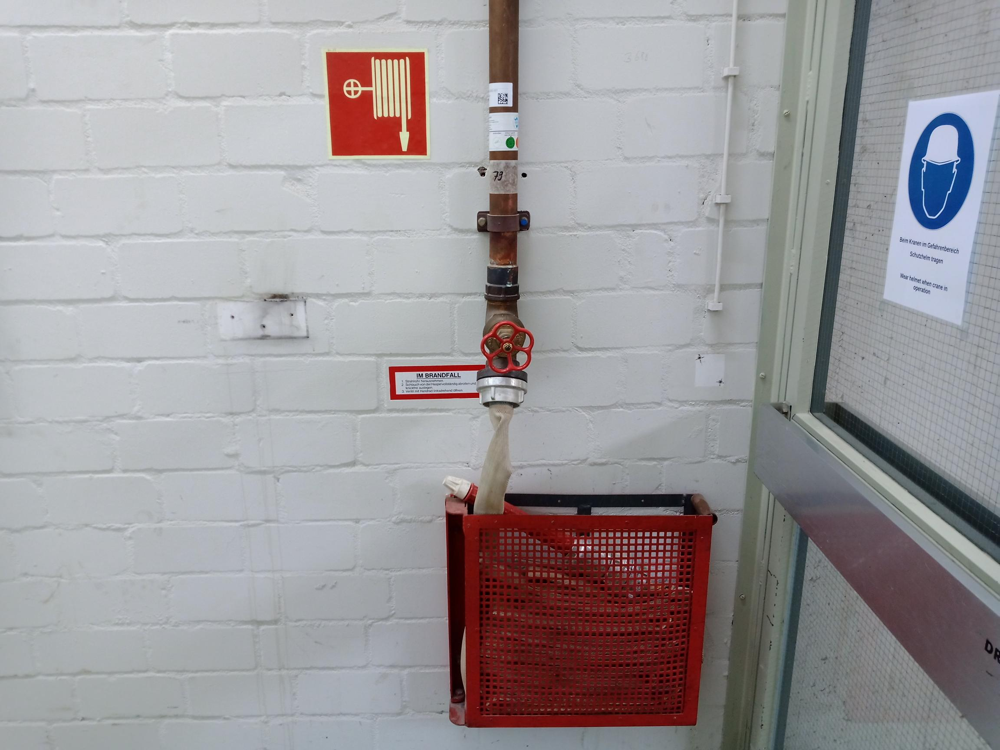 79
IM BRANDFALL
1. Strahlrohr herausnehmen.
2. Schlauch von der Haspel vollständig abrollen und
knickfrei auslegen.
3. Ventil mit Handrad linksdrehend öffnen.
Beim Kranen im Gefahrenbereich
Schutzhelm tragen
Wear helmet when crane in
operation
DR